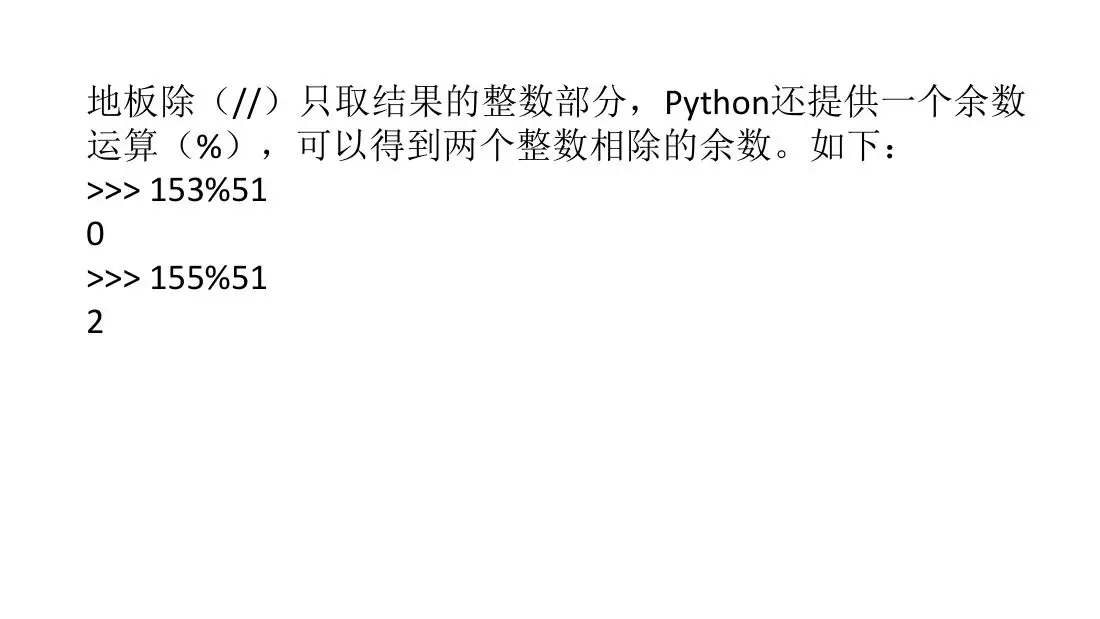 地板除（//）只取结果的整数部分，Python还提供一个余数
运算（%），可以得到两个整数相除的余数。如下：
>>> 153%51
0
>>> 155%51
2